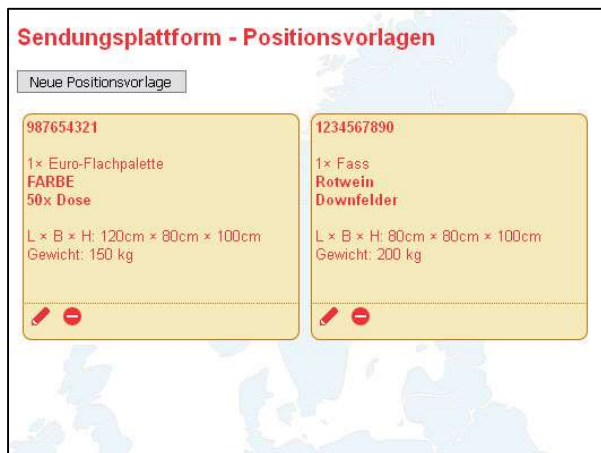 Sendungsplattform - Positionsvorlagen
Neue Positionsvorlage
987654321
1× Euro-Flachpalette
FARBE
50x Dose
L × B × H: 120cm × 80cm × 100cm
Gewicht: 150 kg
1234567890
1× Fass
Rotwein
Downfelder
L × B × H: 80cm × 80cm × 100cm
Gewicht: 200 kg